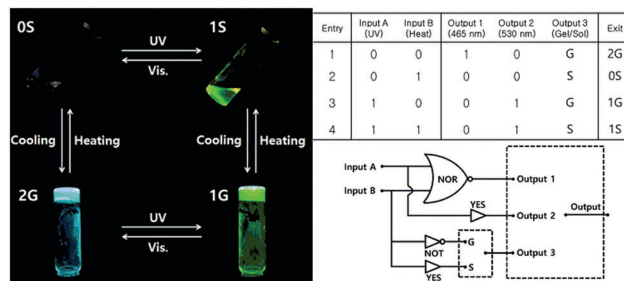 0S
UV
Vis.
1S
Cooling
Heating
Cooling
Heating
2G
UV
Vis.
1G
Entry Input A (UV) Input B (Heat) Output 1 (465 nm) Output 2 (530 nm) Output 3 (Gel/Sol) Exit
1 0 0 1 0 G 2G
2 0 1 0 0 S 0S
3 1 0 0 1 G 1G
4 1 1 0 1 S 1S
Input A
Input B
NOR
Output 1
YES
Output 2
Output
NOT
G
YES
S
Output 3